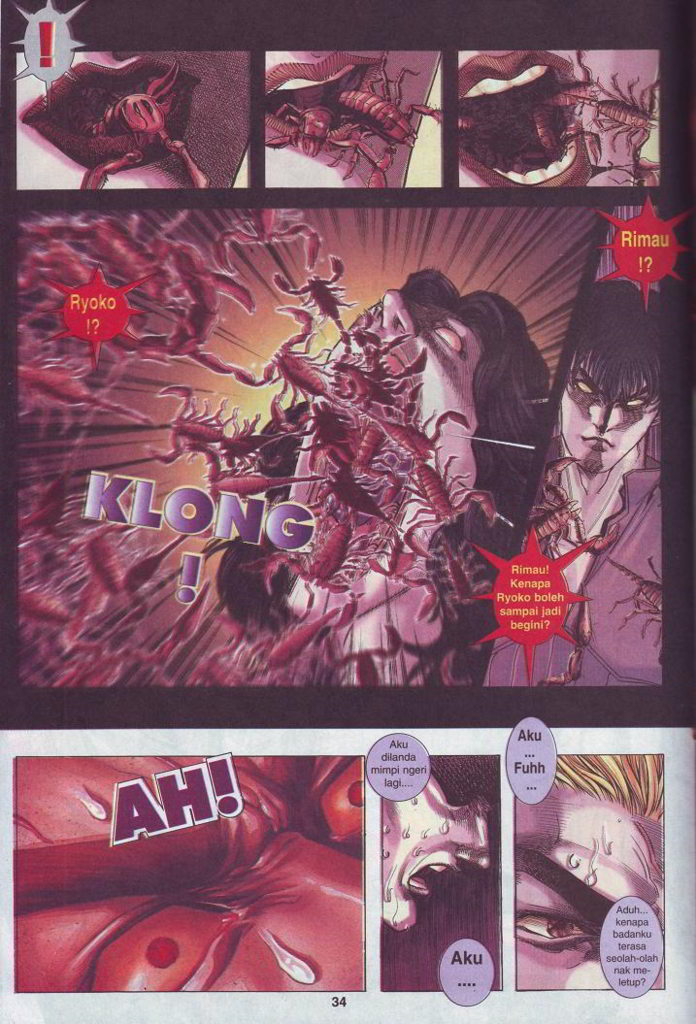 !
Ryoko
!?
Rimau
!?
KLONG
!
Rimau!
Kenapa
Ryoko boleh
sampai jadi
begini?
AH!
Aku
dilanda
mimpi ngeri
lagi....
Aku
....
Aku
...
Fuhh
...
Aduh...
kenapa
badanku
terasa
seolah-olah
nak me-
letup?
34